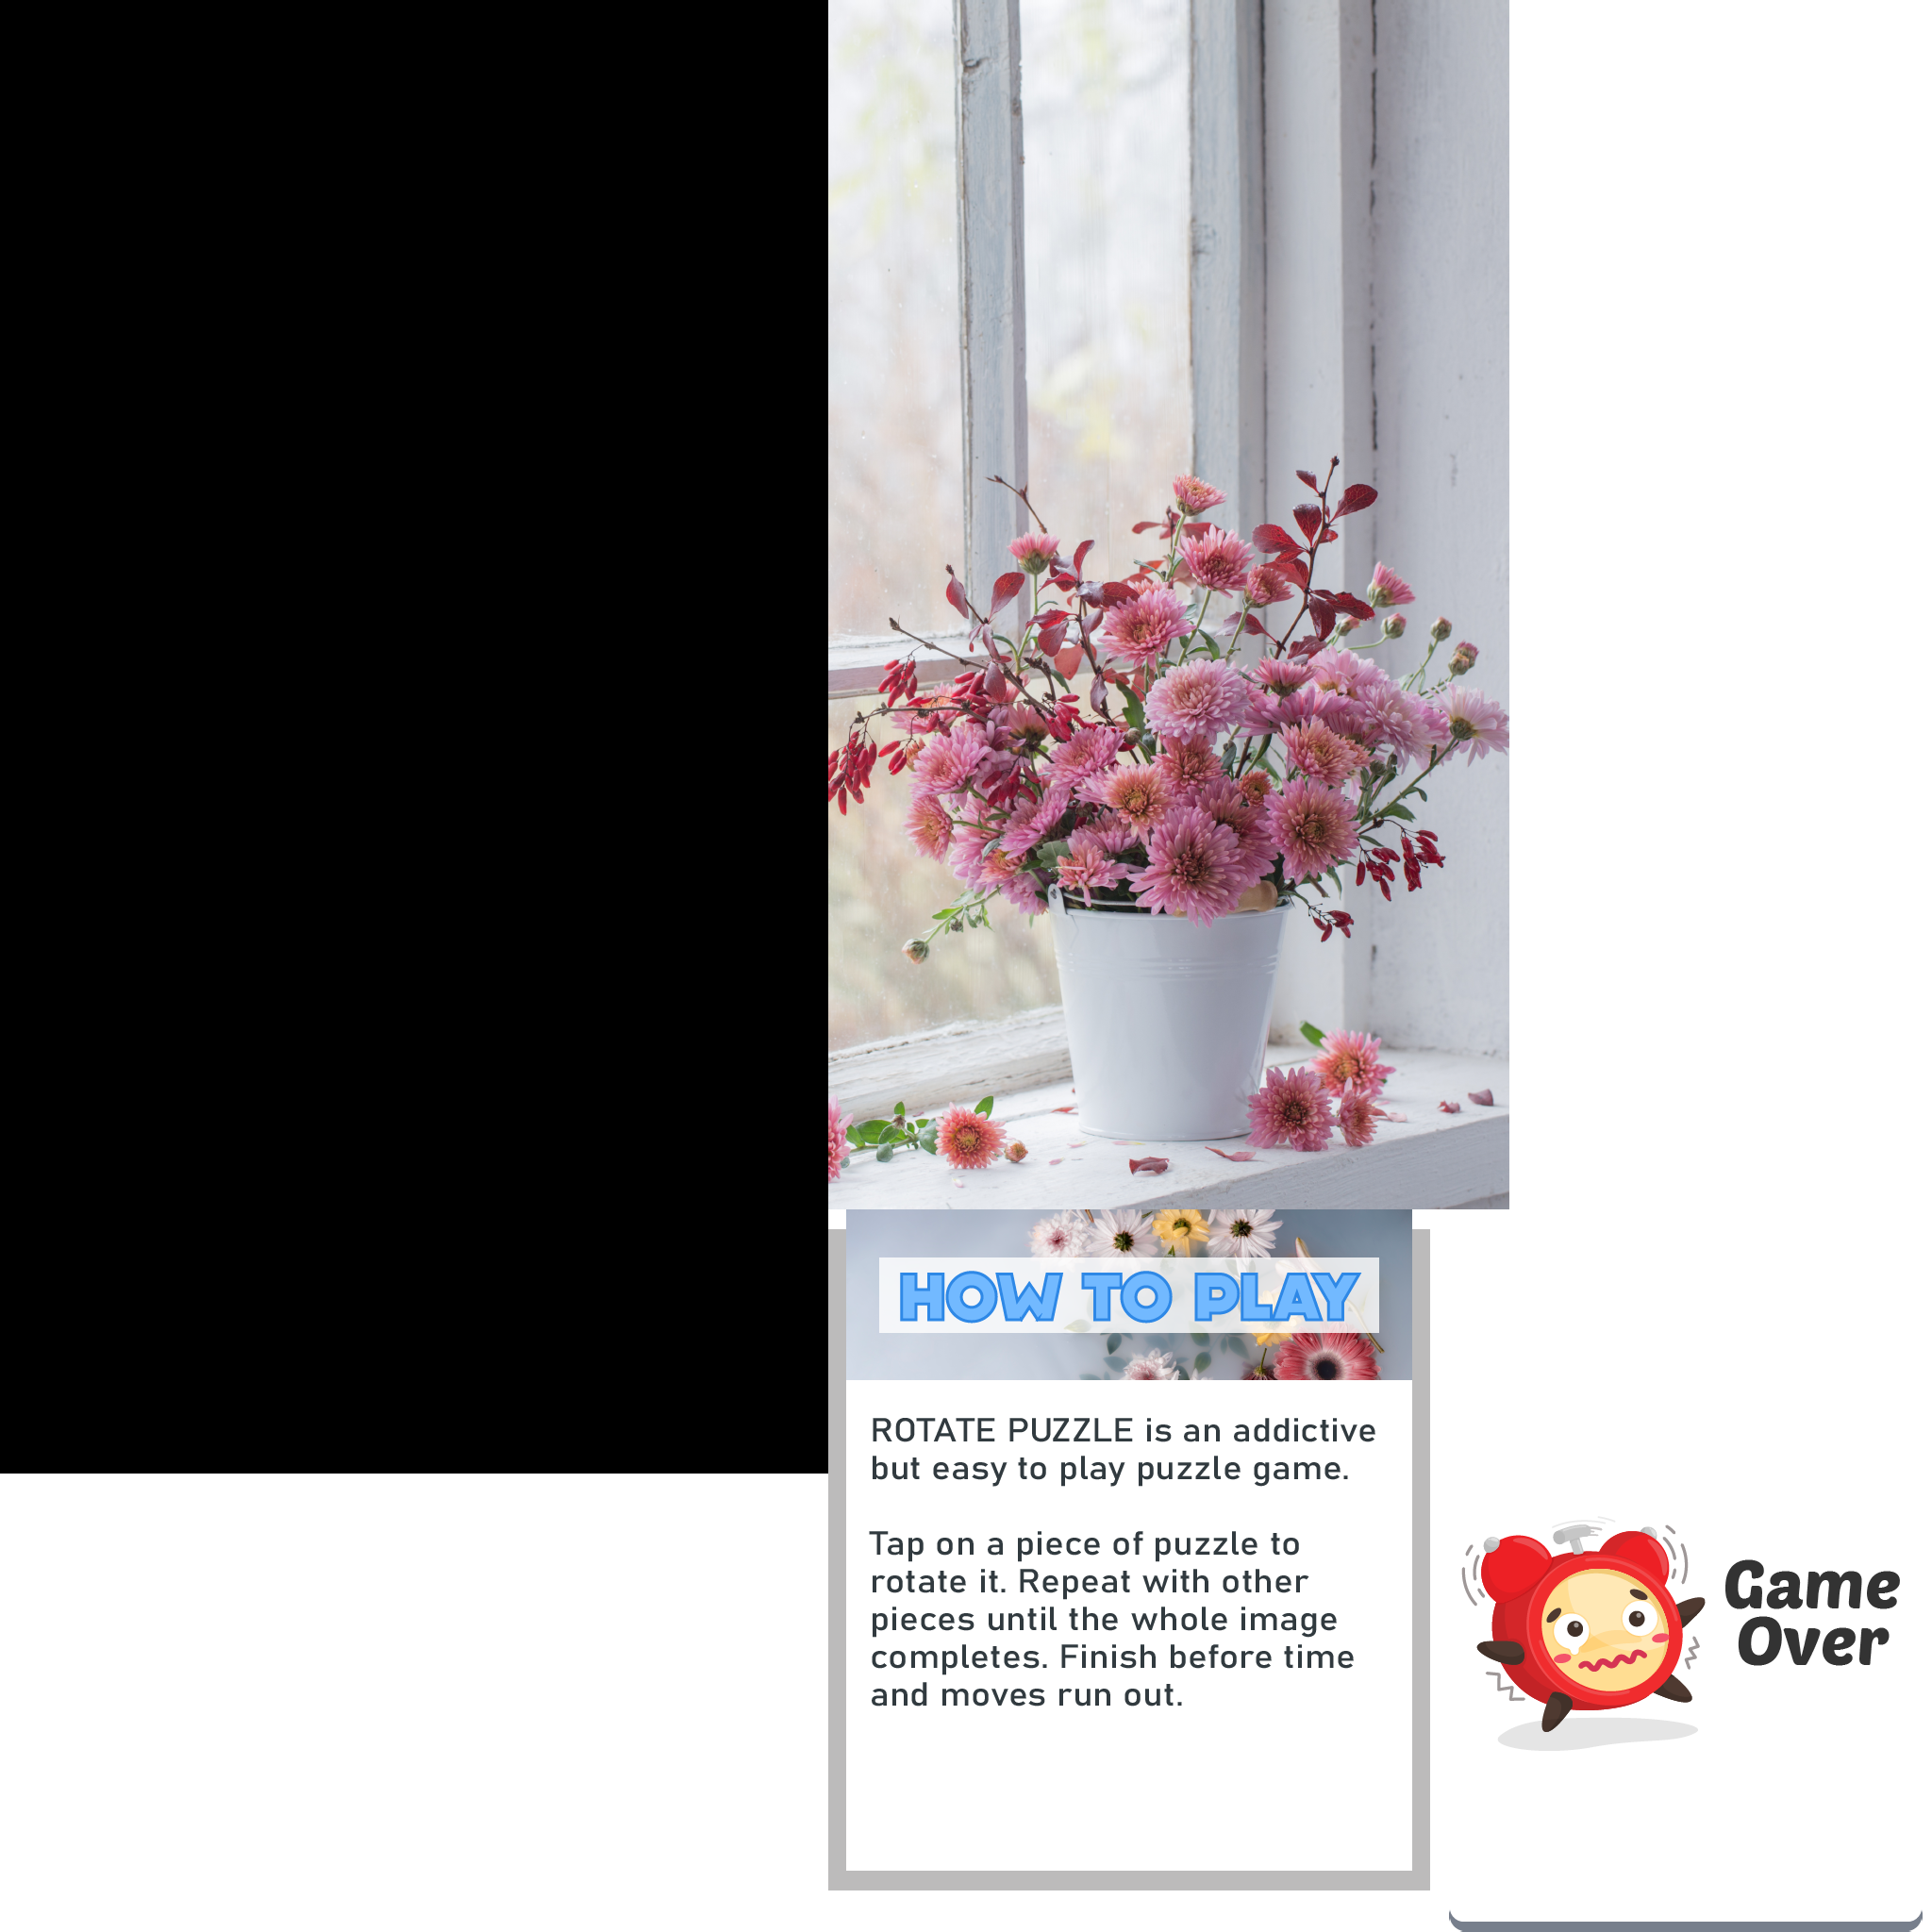 HOW TO PLAY
ROTATE PUZZLE is an addictive
but easy to play puzzle game.
Tap on a piece of puzzle to
rotate it. Repeat with other
pieces until the whole image
completes. Finish before time
and moves run out.
Game
Over